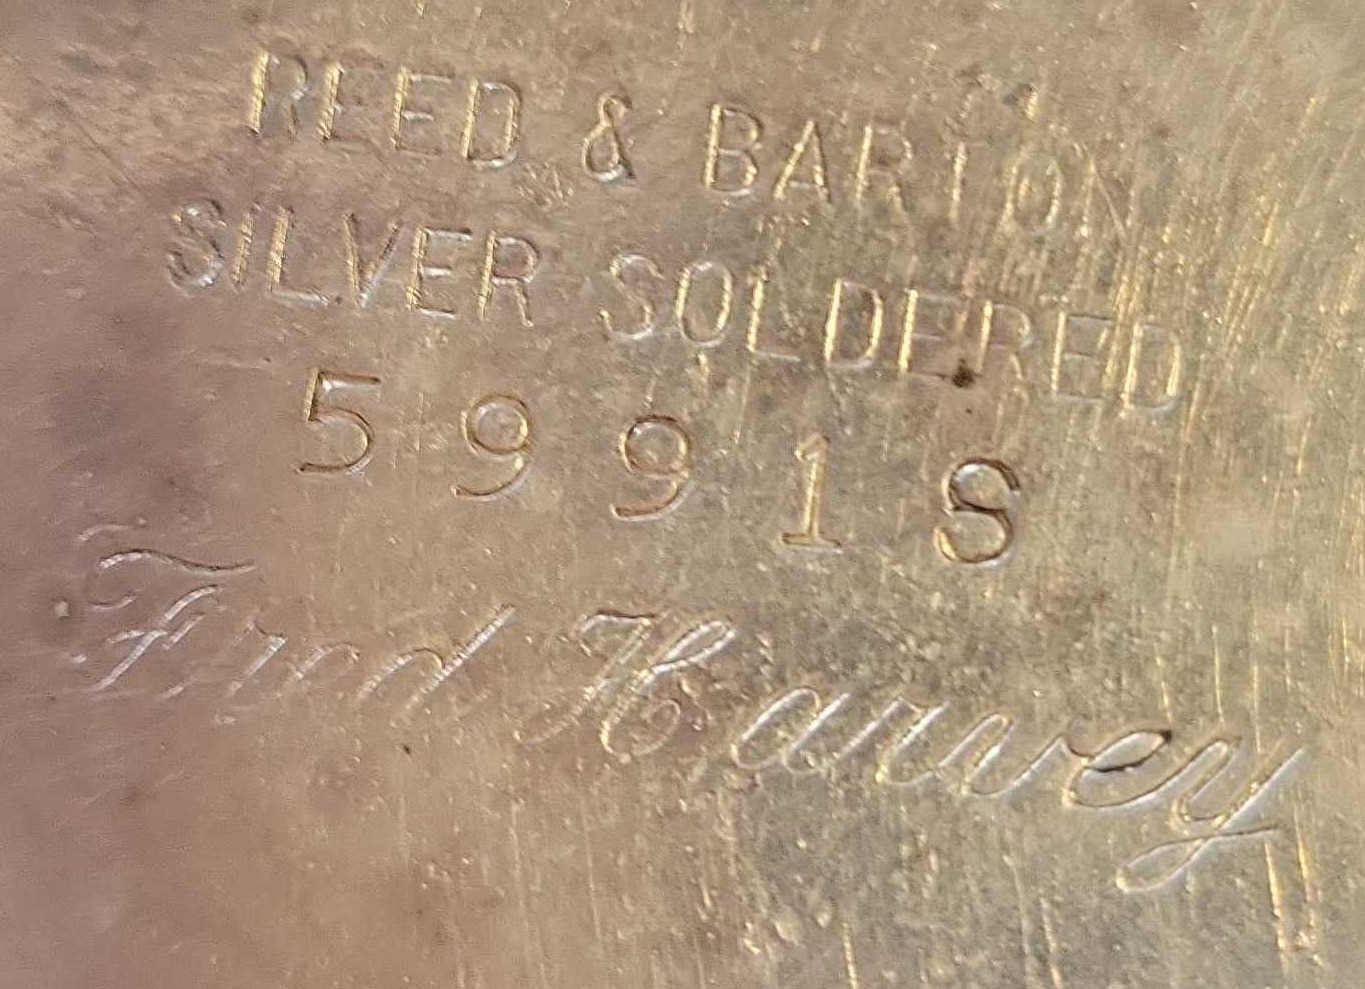 REED & BARTON
SILVER SOLDERED
5991S
Fred Harvey